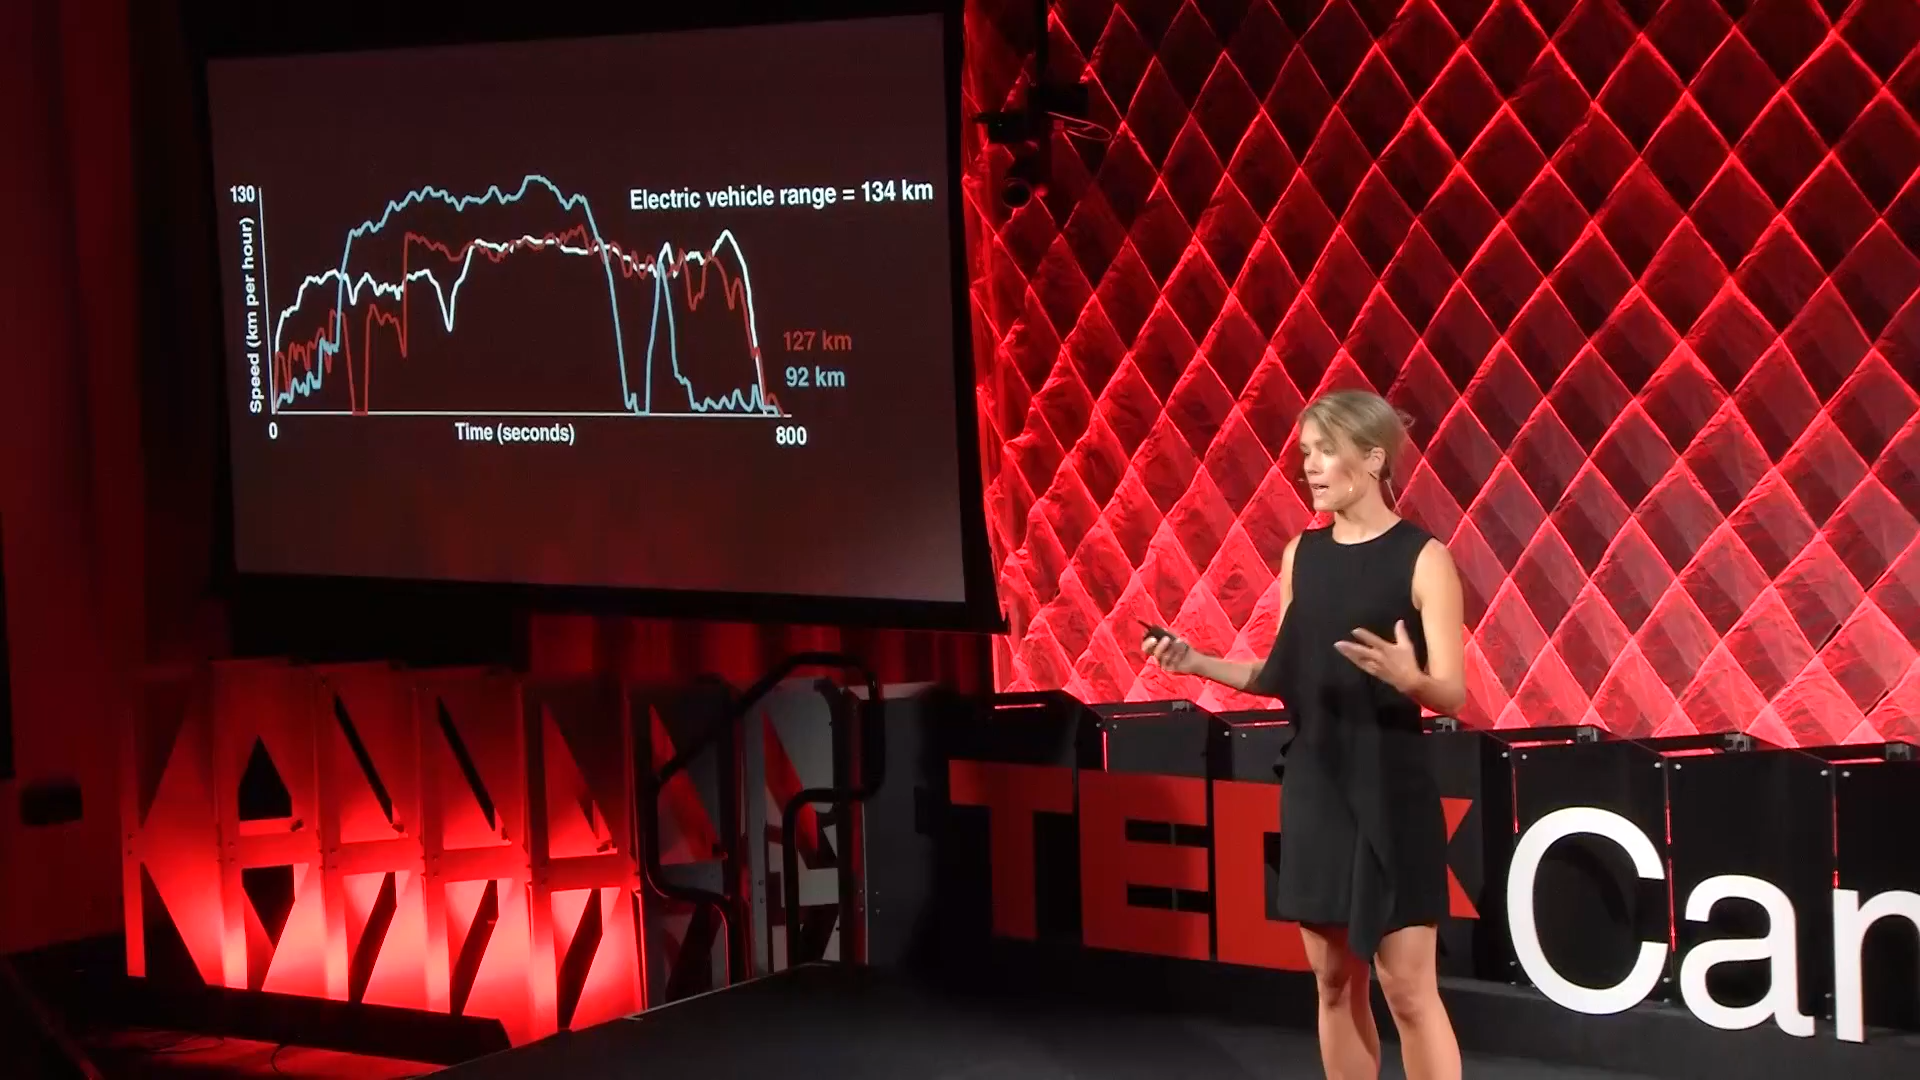 130
Electric vehicle range = 134 km
Speed (km per hour)
127 km
92 km
0
Time (seconds)
800
TEDx
Can